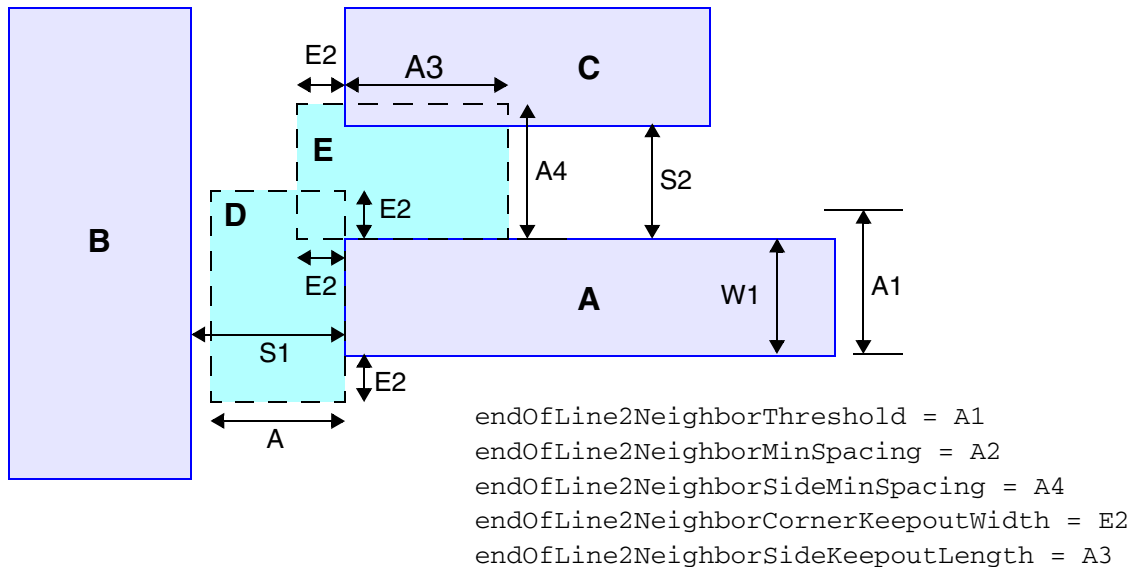 E2
A3
C
E
A4
S2
D
E2
B
E2
A
W1
A1
S1
E2
A
endOfLine2NeighborThreshold = A1
endOfLine2NeighborMinSpacing = A2
endOfLine2NeighborSideMinSpacing = A4
endOfLine2NeighborCornerKeepoutWidth = E2
endOfLine2NeighborSideKeepoutLength = A3